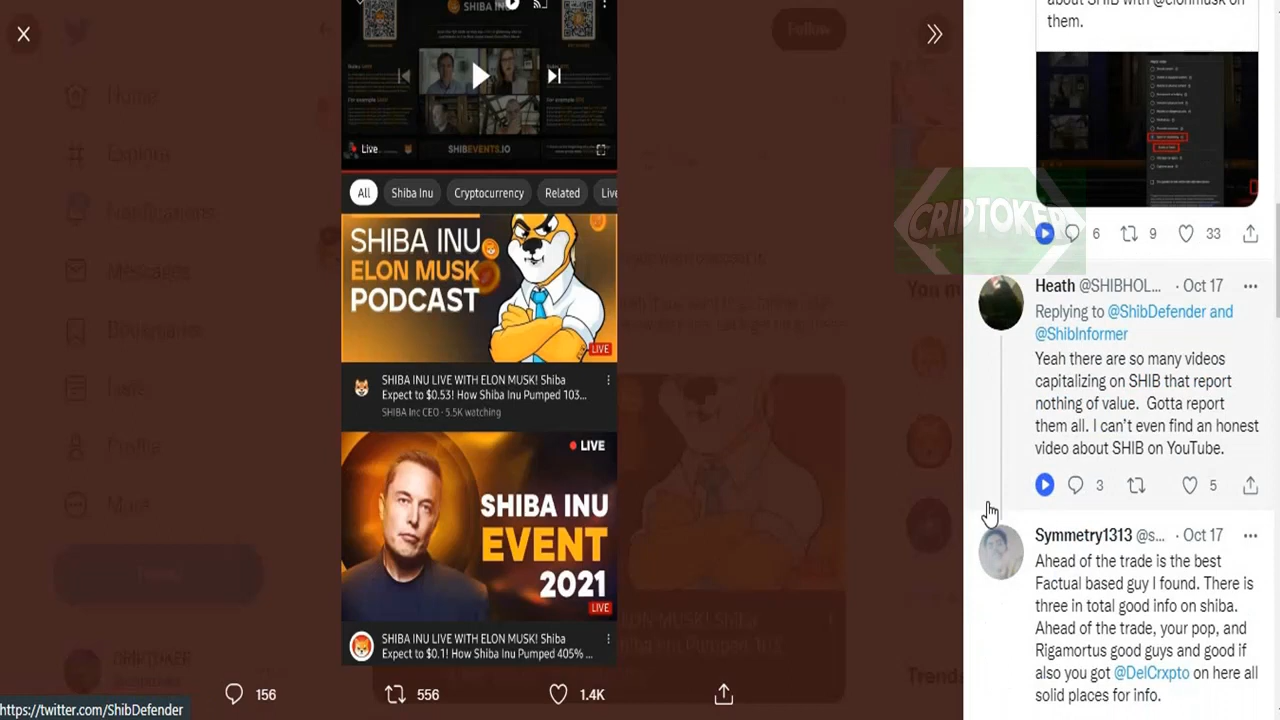 SHIBA INU
Live
SHIBEVENTS.IO
All
Shiba Inu
Cryptocurrency
Related
Live
SHIBA INU
ELON MUSK
PODCAST
LIVE
SHIBA INU LIVE WITH ELON MUSK! Shiba
Expect to $0.53! How Shiba Inu Pumped 103...
SHIBA Inc CEO · 5.5K watching
LIVE
SHIBA INU
EVENT
2021
LIVE
SHIBA INU LIVE WITH ELON MUSK! Shiba
Expect to $0.1! How Shiba Inu Pumped 405% ...
156
556
1.4K
https://twitter.com/ShibDefender
Home
Explore
Notifications
Messages
Bookmarks
Lists
Profile
More
CRIPTOKER
Follow
You m
Trend
about SHIB with @elonmusk on
them.
CRIPTOKER
6
9
33
Heath @SHIBHOL... · Oct 17
Replying to @ShibDefender and
@ShibInformer
Yeah there are so many videos
capitalizing on SHIB that report
nothing of value. Gotta report
them all. I can't even find an honest
video about SHIB on YouTube.
3
5
Symmetry1313 @s... · Oct 17
Ahead of the trade is the best
Factual based guy I found. There is
three in total good info on shiba.
Ahead of the trade, your pop, and
Rigamortus good guys and good if
also you got @DelCrxpto on here all
solid places for info.